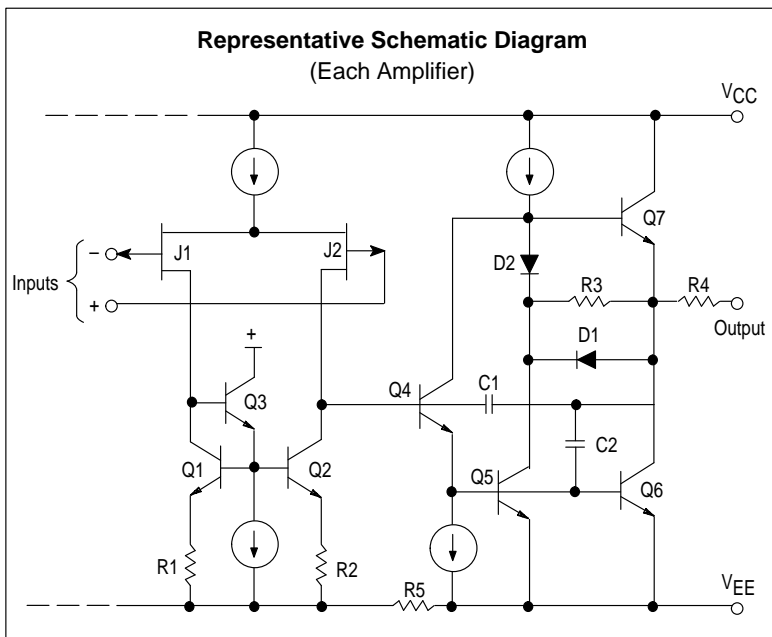 Representative Schematic Diagram
(Each Amplifier)
VCC
Q7
J1
J2
D2
Inputs
−
+
R3
R4
Output
D1
+
Q3
Q4
C1
C2
Q1
Q2
Q5
Q6
R1
R2
R5
VEE